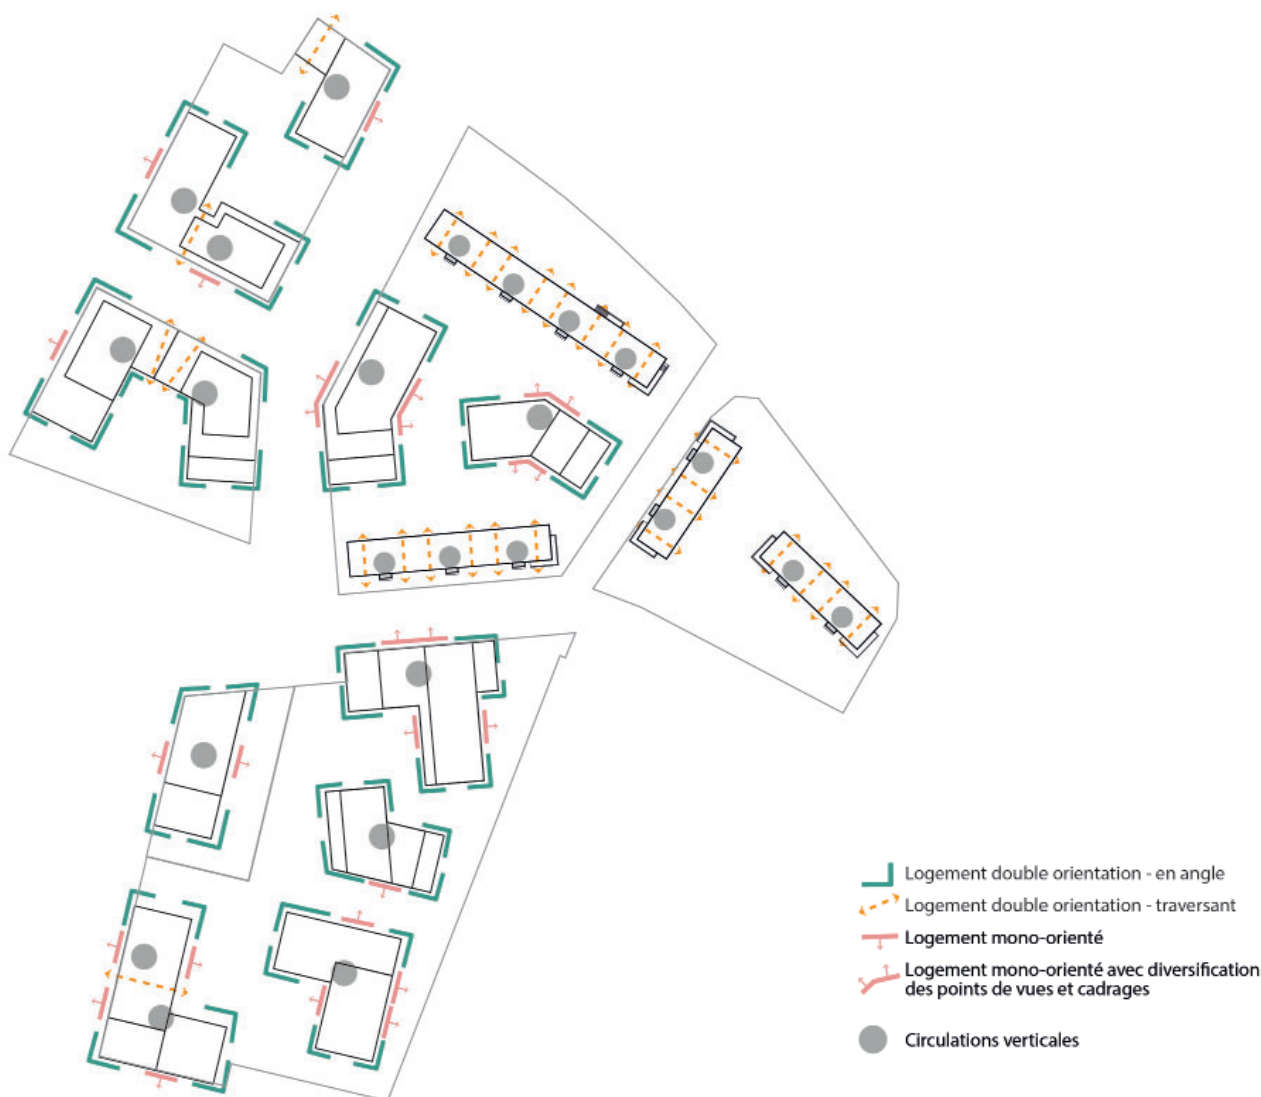 Logement double orientation - en angle
Logement double orientation - traversant
Logement mono-orienté
Logement mono-orienté avec diversification
des points de vues et cadrages
Circulations verticales